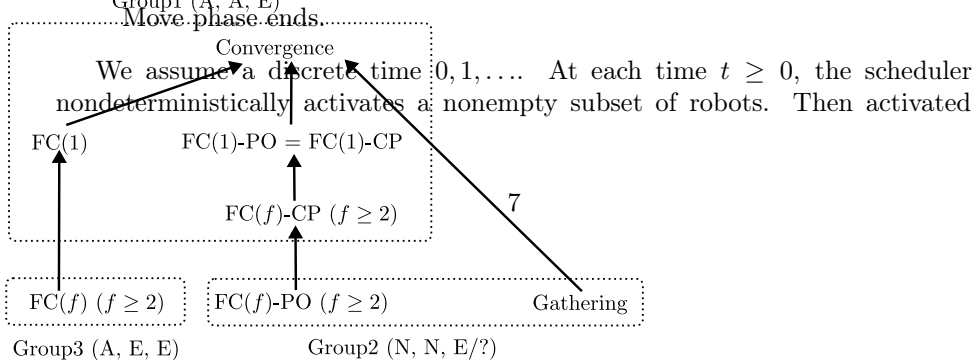 Group1 (A, A, E)
Move phase ends.
Convergence
We assume a discrete time 0, 1, . . . . At each time t ≥ 0, the scheduler
nondeterministically activates a nonempty subset of robots. Then activated
FC(1) FC(1)-PO = FC(1)-CP
7
FC(f)-CP (f ≥ 2)
FC(f) (f ≥ 2) FC(f)-PO (f ≥ 2) Gathering
Group3 (A, E, E) Group2 (N, N, E/?)